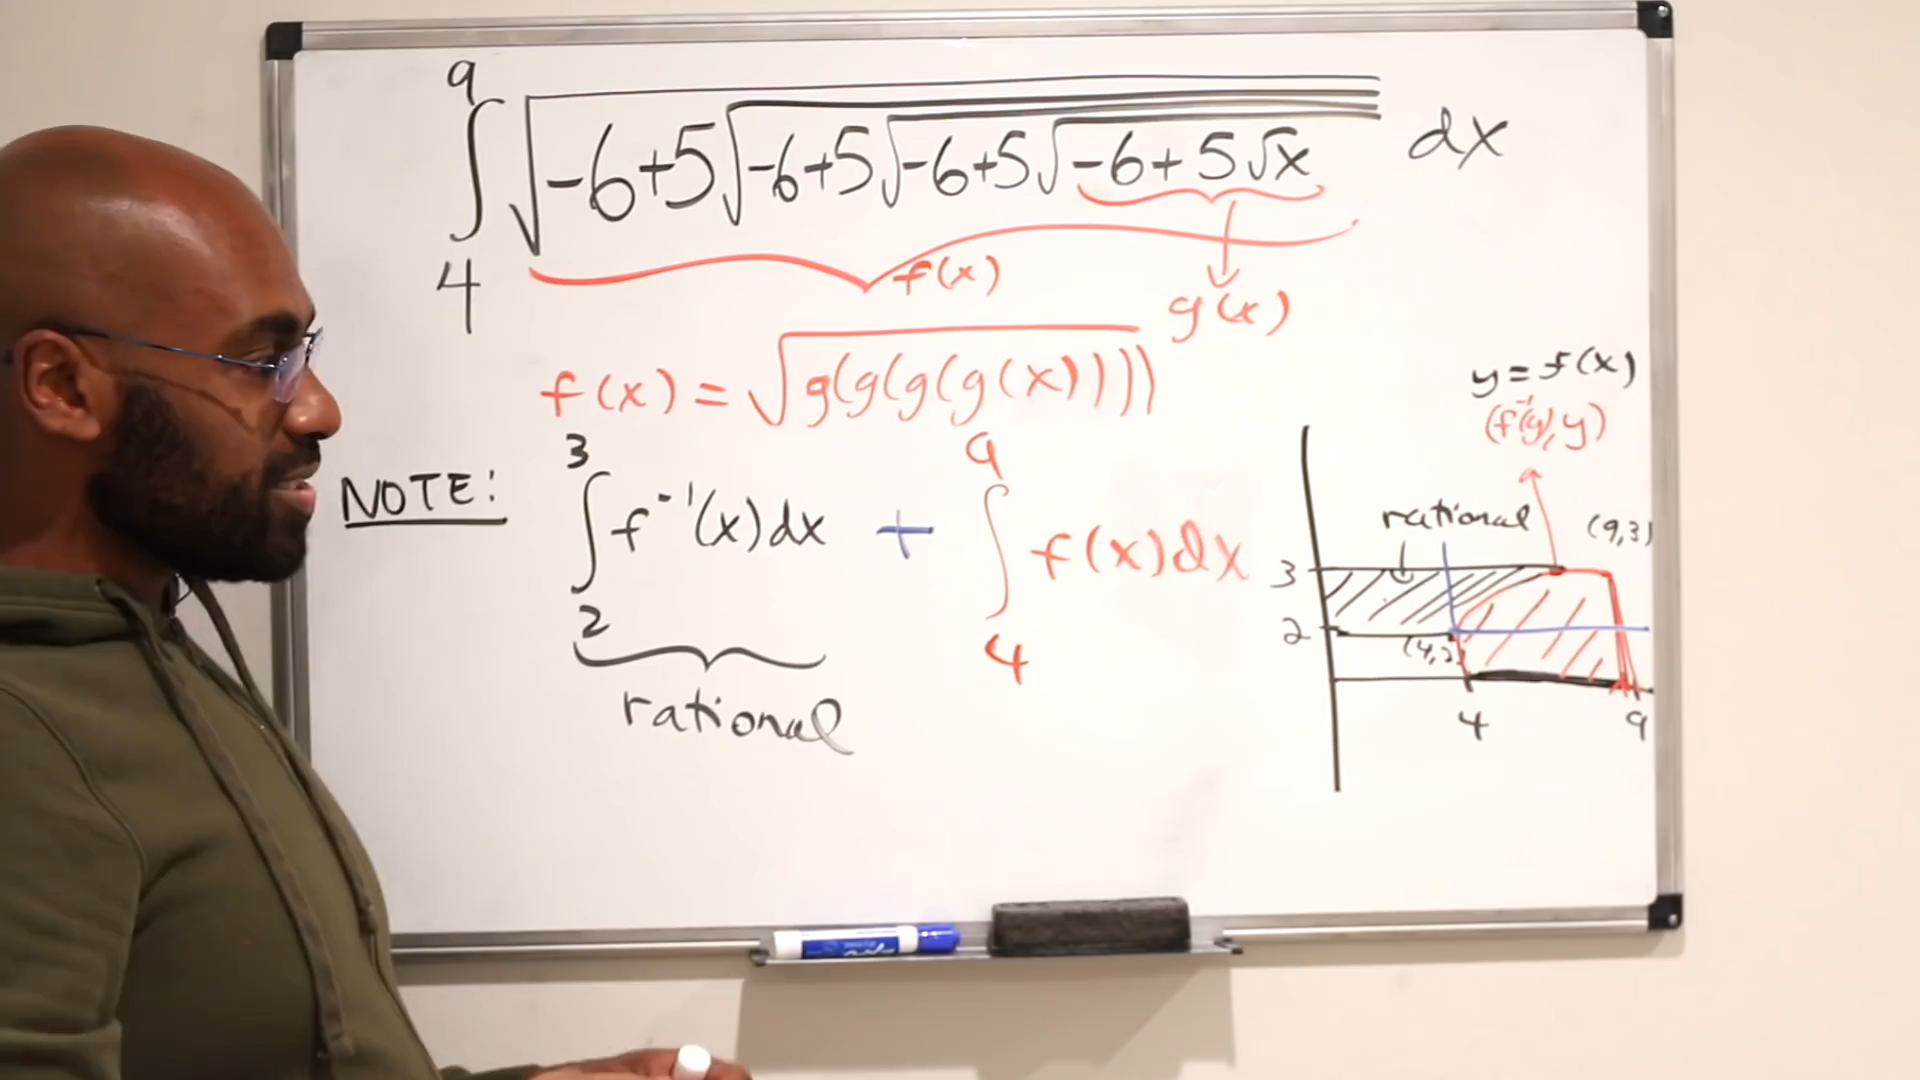 9
∫ √-6+5√-6+5√-6+5√-6+5√x dx
4
f(x)
g(x)
f(x) = √g(g(g(g(x))))
NOTE: ∫ f⁻¹(x)dx + ∫ f(x)dx
3 9
2 4
rational
y = f(x)
(f⁻¹(y), y)
rational
(9,3)
3
2
(4,2)
4 9